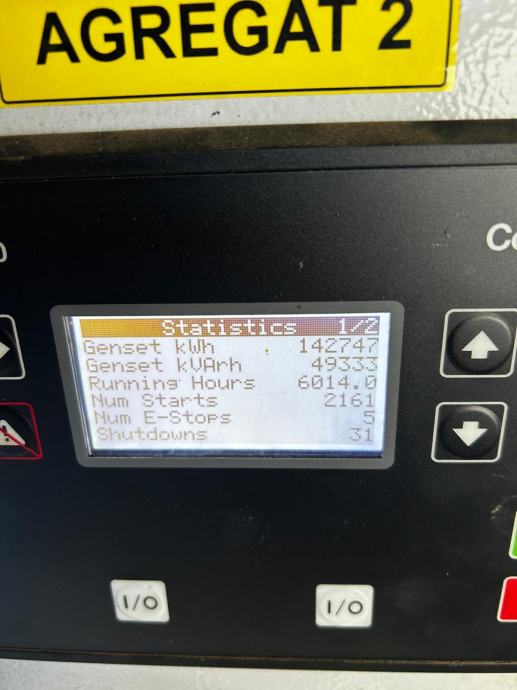 AGREGAT 2
Statistics 1/2
Genset kWh 142747
Genset kVArh 49333
Running Hours 6014.0
Num Starts 2161
Num E-Stops 5
Shutdowns 31
I/O I/O